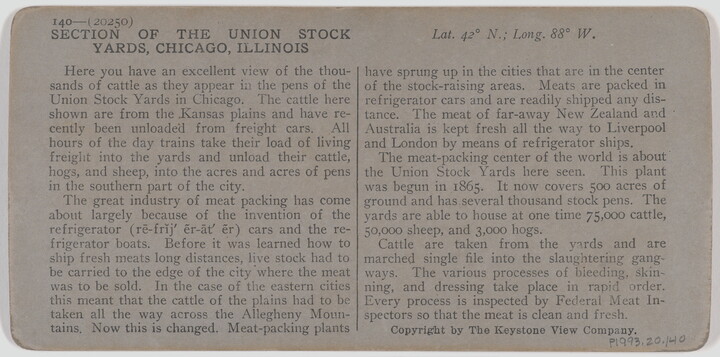 140—(20250)
SECTION OF THE UNION STOCK
YARDS, CHICAGO, ILLINOIS
Lat. 42° N.; Long. 88° W.
Here you have an excellent view of the thou-
sands of cattle as they appear in the pens of the
Union Stock Yards in Chicago. The cattle here
shown are from the Kansas plains and have re-
cently been unloaded from freight cars. All
hours of the day trains take their load of living
freight into the yards and unload their cattle,
hogs, and sheep, into the acres and acres of pens
in the southern part of the city.
The great industry of meat packing has come
about largely because of the invention of the
refrigerator (rē-frĭj′ ēr-āt′ ēr) cars and the re-
frigerator boats. Before it was learned how to
ship fresh meats long distances, live stock had to
be carried to the edge of the city where the meat
was to be sold. In the case of the eastern cities
this meant that the cattle of the plains had to be
taken all the way across the Allegheny Moun-
tains. Now this is changed. Meat-packing plants
have sprung up in the cities that are in the center
of the stock-raising areas. Meats are packed in
refrigerator cars and are readily shipped any dis-
tance. The meat of far-away New Zealand and
Australia is kept fresh all the way to Liverpool
and London by means of refrigerator ships.
The meat-packing center of the world is about
the Union Stock Yards here seen. This plant
was begun in 1865. It now covers 500 acres of
ground and has several thousand stock pens. The
yards are able to house at one time 75,000 cattle,
50,000 sheep, and 3,000 hogs.
Cattle are taken from the yards and are
marched single file into the slaughtering gang-
ways. The various processes of bleeding, skin-
ning, and dressing take place in rapid order.
Every process is inspected by Federal Meat In-
spectors so that the meat is clean and fresh.
Copyright by The Keystone View Company.
P1993.20.140